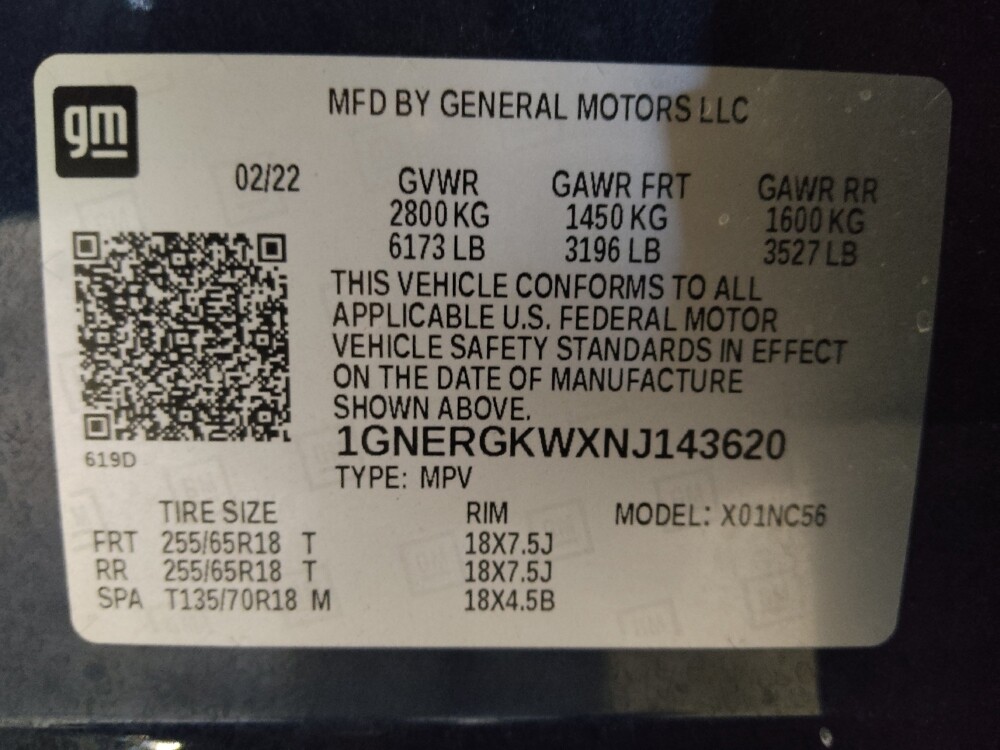 gm
MFD BY GENERAL MOTORS LLC
02/22 GVWR GAWR FRT GAWR RR
2800 KG 1450 KG 1600 KG
6173 LB 3196 LB 3527 LB
THIS VEHICLE CONFORMS TO ALL
APPLICABLE U.S. FEDERAL MOTOR
VEHICLE SAFETY STANDARDS IN EFFECT
ON THE DATE OF MANUFACTURE
SHOWN ABOVE.
1GNERGKWXNJ143620
619D
TYPE: MPV
TIRE SIZE RIM MODEL: X01NC56
FRT 255/65R18 T 18X7.5J
RR 255/65R18 T 18X7.5J
SPA T135/70R18 M 18X4.5B